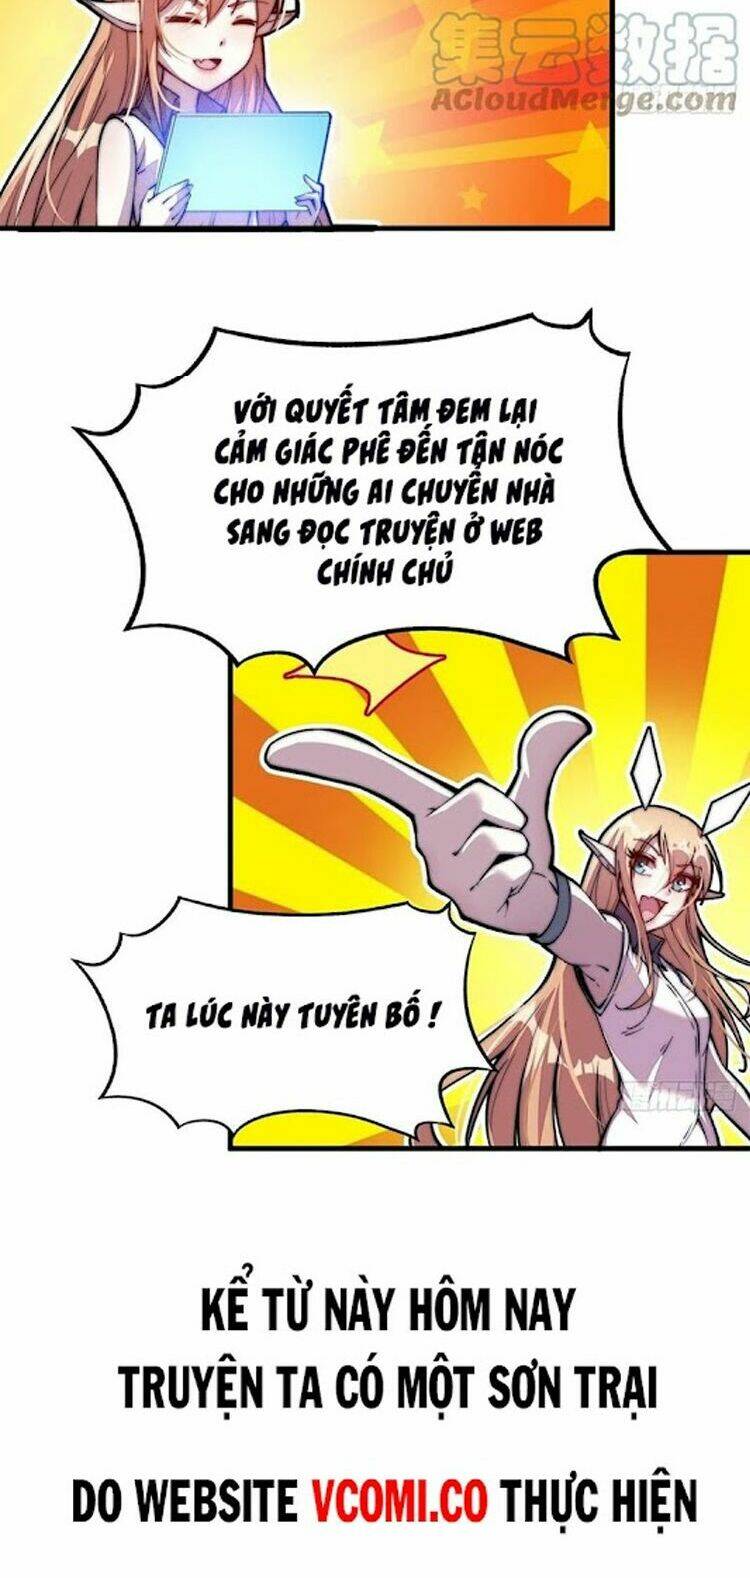 集云数据
ACloudMerge.com
VỚI QUYẾT TÂM ĐEM LẠI
CẢM GIÁC PHÊ ĐẾN TẬN NÓC
CHO NHỮNG AI CHUYỂN NHÀ
SANG ĐỌC TRUYỆN Ở WEB
CHÍNH CHỦ
TA LÚC NÀY TUYÊN BỐ !
KỂ TỪ NÀY HÔM NAY
TRUYỆN TA CÓ MỘT SƠN TRẠI
DO WEBSITE VCOMI.CO THỰC HIỆN